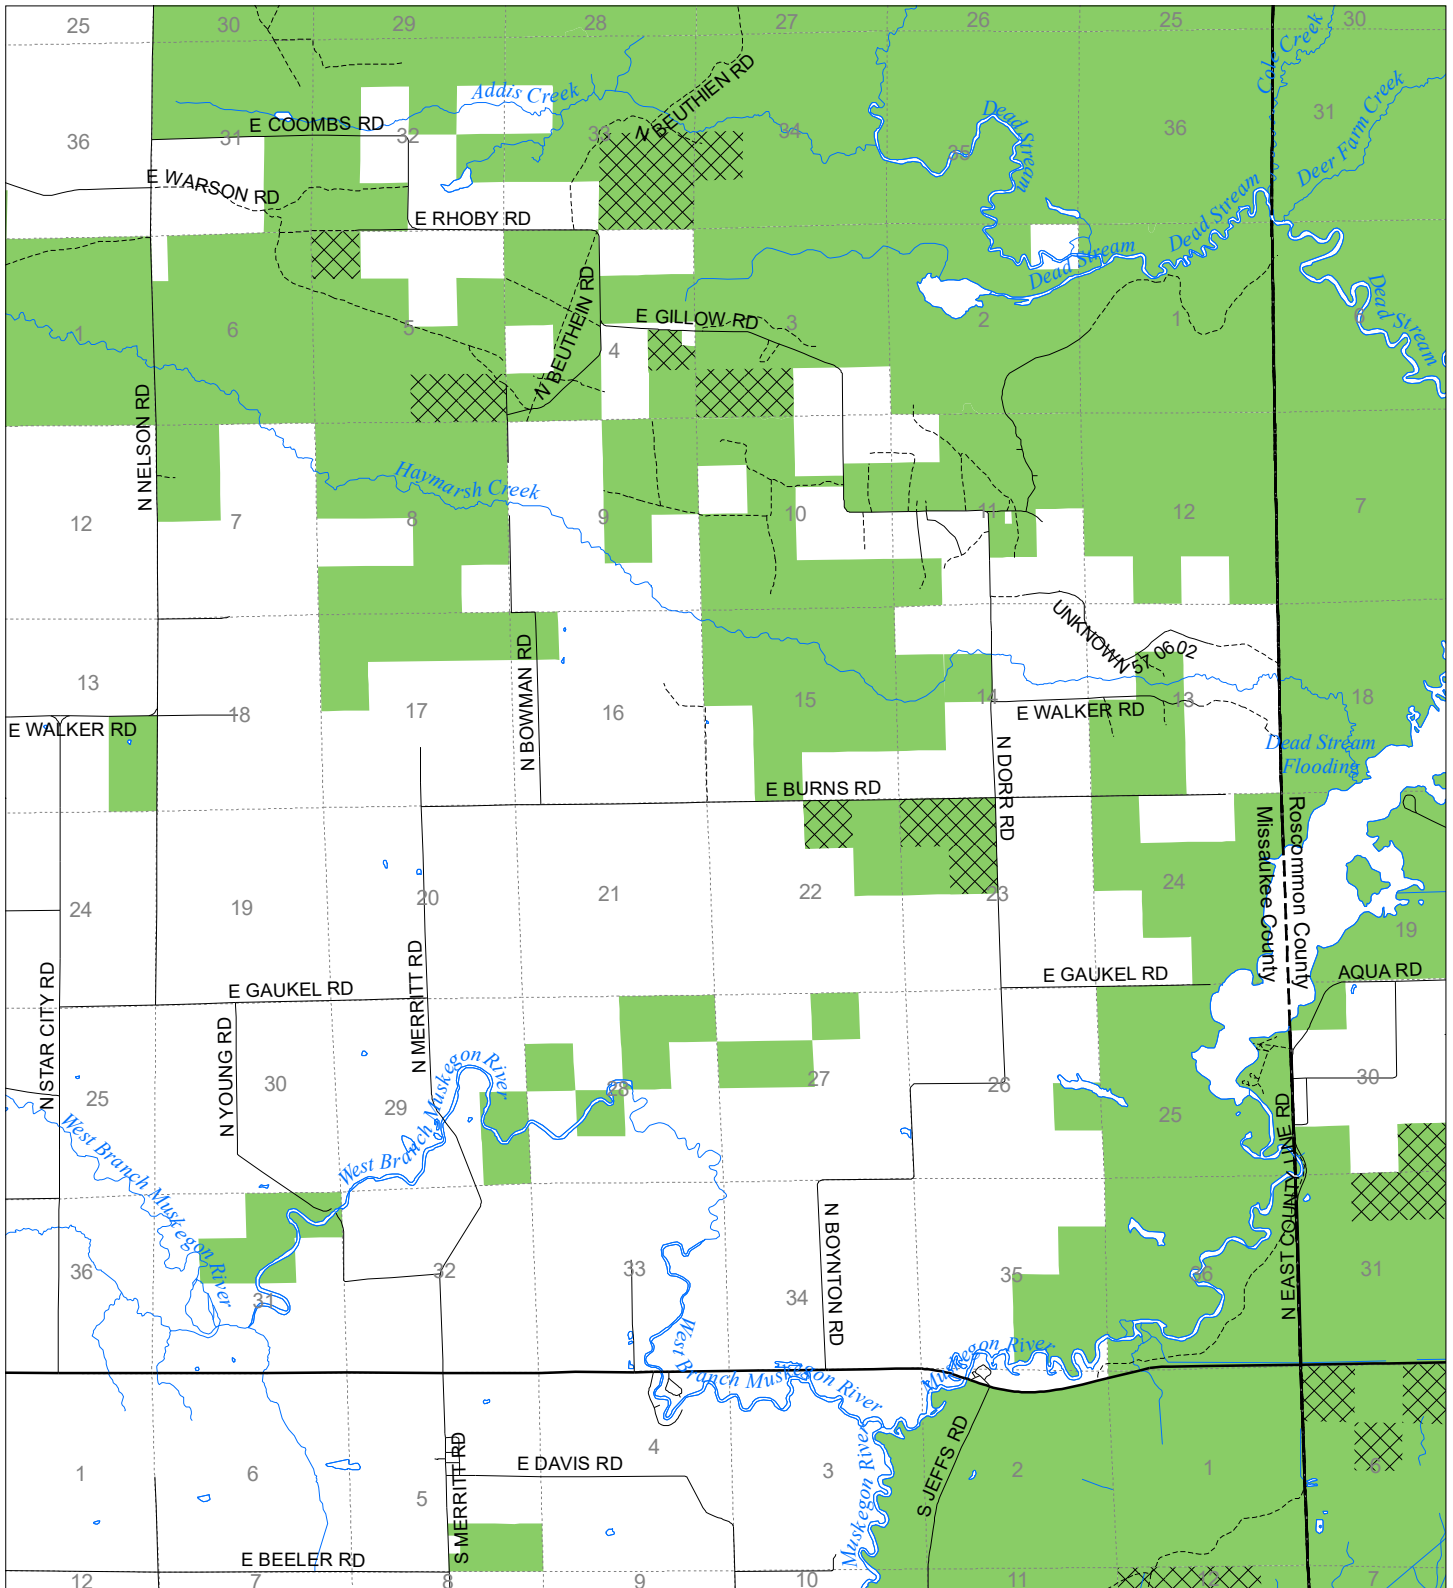 25
30
29
28
27
26
25
30
Cole Creek
Addis Creek
N BEUTHIEN RD
E COOMBS RD
Dead Stream
Deer Farm Creek
36
31
32
33
34
35
36
31
E WARSON RD
E RHOBY RD
Dead Stream
Dead Stream
Dead Stream
N BEUTHEIN RD
E GILLOW RD
1
6
5
4
3
2
1
6
N NELSON RD
Haymarsh Creek
12
7
8
9
10
11
12
7
UNKNOWN 57 06 02
N BOWMAN RD
13
18
17
16
15
14
13
18
E WALKER RD
E WALKER RD
N DORR RD
Dead Stream
Flooding
E BURNS RD
Roscommon County
Missaukee County
24
19
20
21
22
23
24
19
N STAR CITY RD
E GAUKEL RD
N MERRITT RD
E GAUKEL RD
AQUA RD
N YOUNG RD
25
30
29
28
27
26
25
30
West Branch Muskegon River
West Branch Muskegon River
N EAST COUNTY LINE RD
N BOYNTON RD
36
31
32
33
34
35
36
31
West Branch Muskegon River
Muskegon River
Muskegon River
S JEFFS RD
S MERRITT RD
E DAVIS RD
1
6
5
4
3
2
1
6
E BEELER RD
12
7
8
9
10
11
12
7